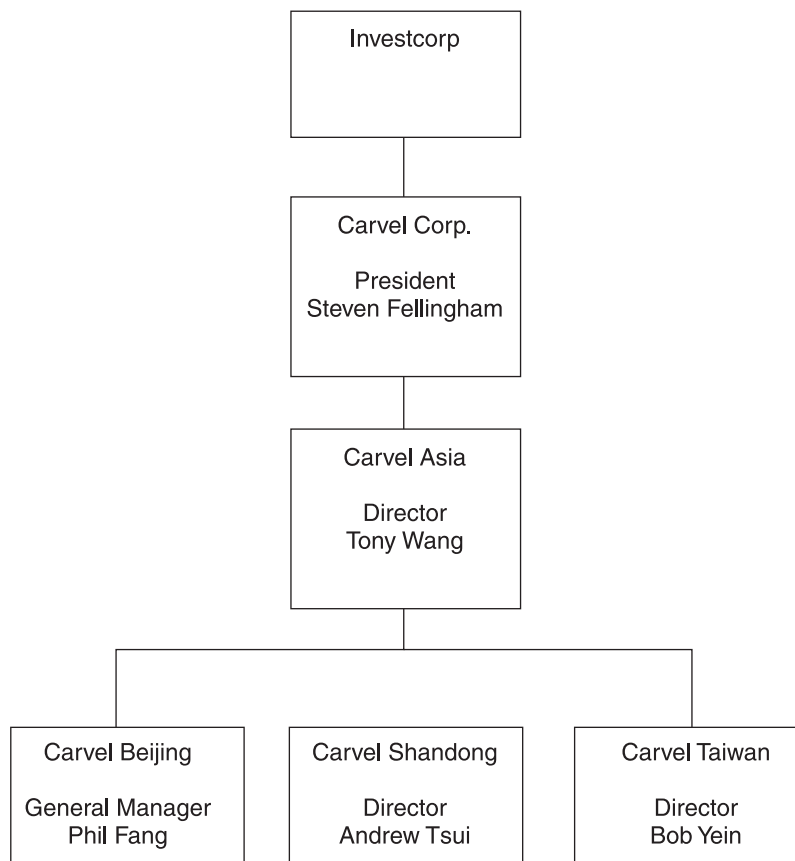 Investcorp
Carvel Corp.
President
Steven Fellingham
Carvel Asia
Director
Tony Wang
Carvel Beijing
General Manager
Phil Fang
Carvel Shandong
Director
Andrew Tsui
Carvel Taiwan
Director
Bob Yein